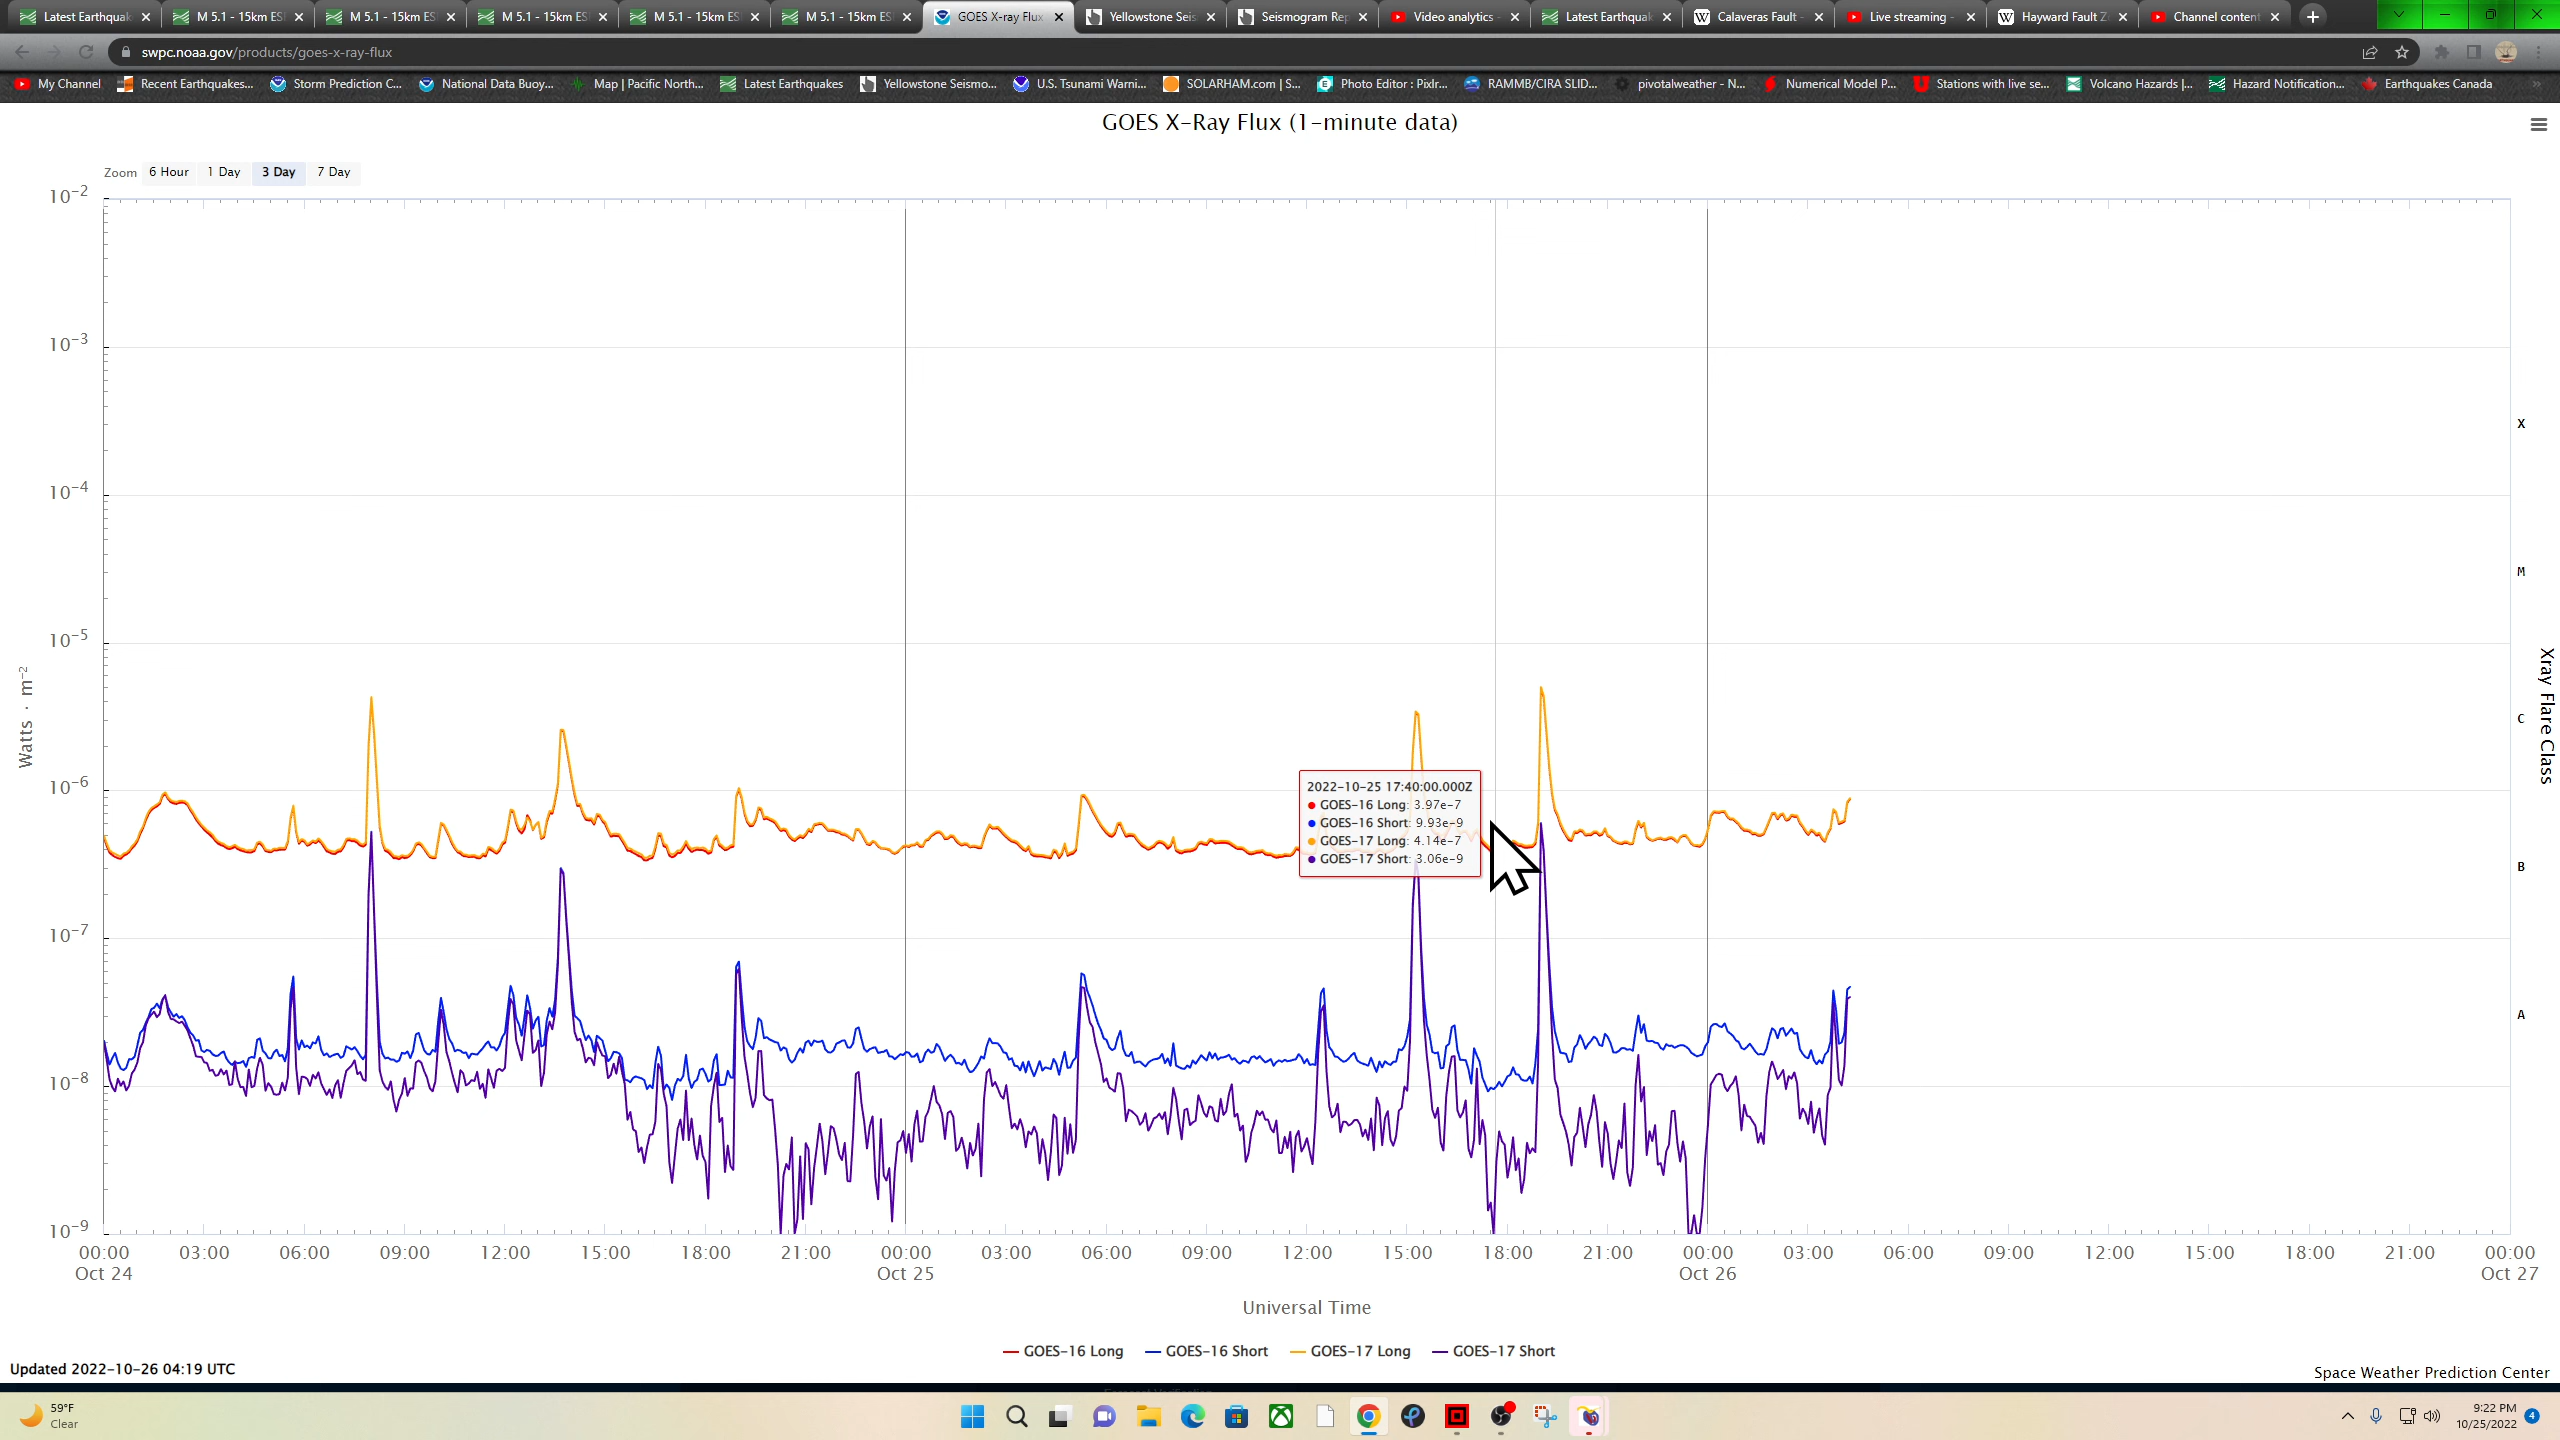 Latest Earthquak
M 5.1 - 15km ES
M 5.1 - 15km ES
M 5.1 - 15km ES
M 5.1 - 15km ES
M 5.1 - 15km ES
GOES X-ray Flux
Yellowstone Seis
Seismogram Rep
Video analytics -
Latest Earthquak
Calaveras Fault -
Live streaming -
Hayward Fault Z
Channel content
swpc.noaa.gov/products/goes-x-ray-flux
My Channel
Recent Earthquakes...
Storm Prediction C...
National Data Buoy...
Map | Pacific North...
Latest Earthquakes
Yellowstone Seismo...
U.S. Tsunami Warni...
SOLARHAM.com | S...
Photo Editor : Pixlr...
RAMMB/CIRA SLID...
pivotalweather - N...
Numerical Model P...
Stations with live se...
Volcano Hazards |...
Hazard Notification...
Earthquakes Canada
GOES X-Ray Flux (1-minute data)
Zoom 6 Hour 1 Day 3 Day 7 Day
10⁻²
10⁻³
10⁻⁴
10⁻⁵
10⁻⁶
10⁻⁷
10⁻⁸
10⁻⁹
Watts · m⁻²
X
M
C
B
A
Xray Flare Class
2022-10-25 17:40:00.000Z
GOES-16 Long: 3.97e-7
GOES-16 Short: 9.93e-9
GOES-17 Long: 4.14e-7
GOES-17 Short: 3.06e-9
00:00 03:00 06:00 09:00 12:00 15:00 18:00 21:00 00:00 03:00 06:00 09:00 12:00 15:00 18:00 21:00 00:00 03:00 06:00 09:00 12:00 15:00 18:00 21:00 00:00
Oct 24 Oct 25 Oct 26 Oct 27
Universal Time
GOES-16 Long GOES-16 Short GOES-17 Long GOES-17 Short
Updated 2022-10-26 04:19 UTC
Space Weather Prediction Center
59°F
Clear
9:22 PM
10/25/2022
4